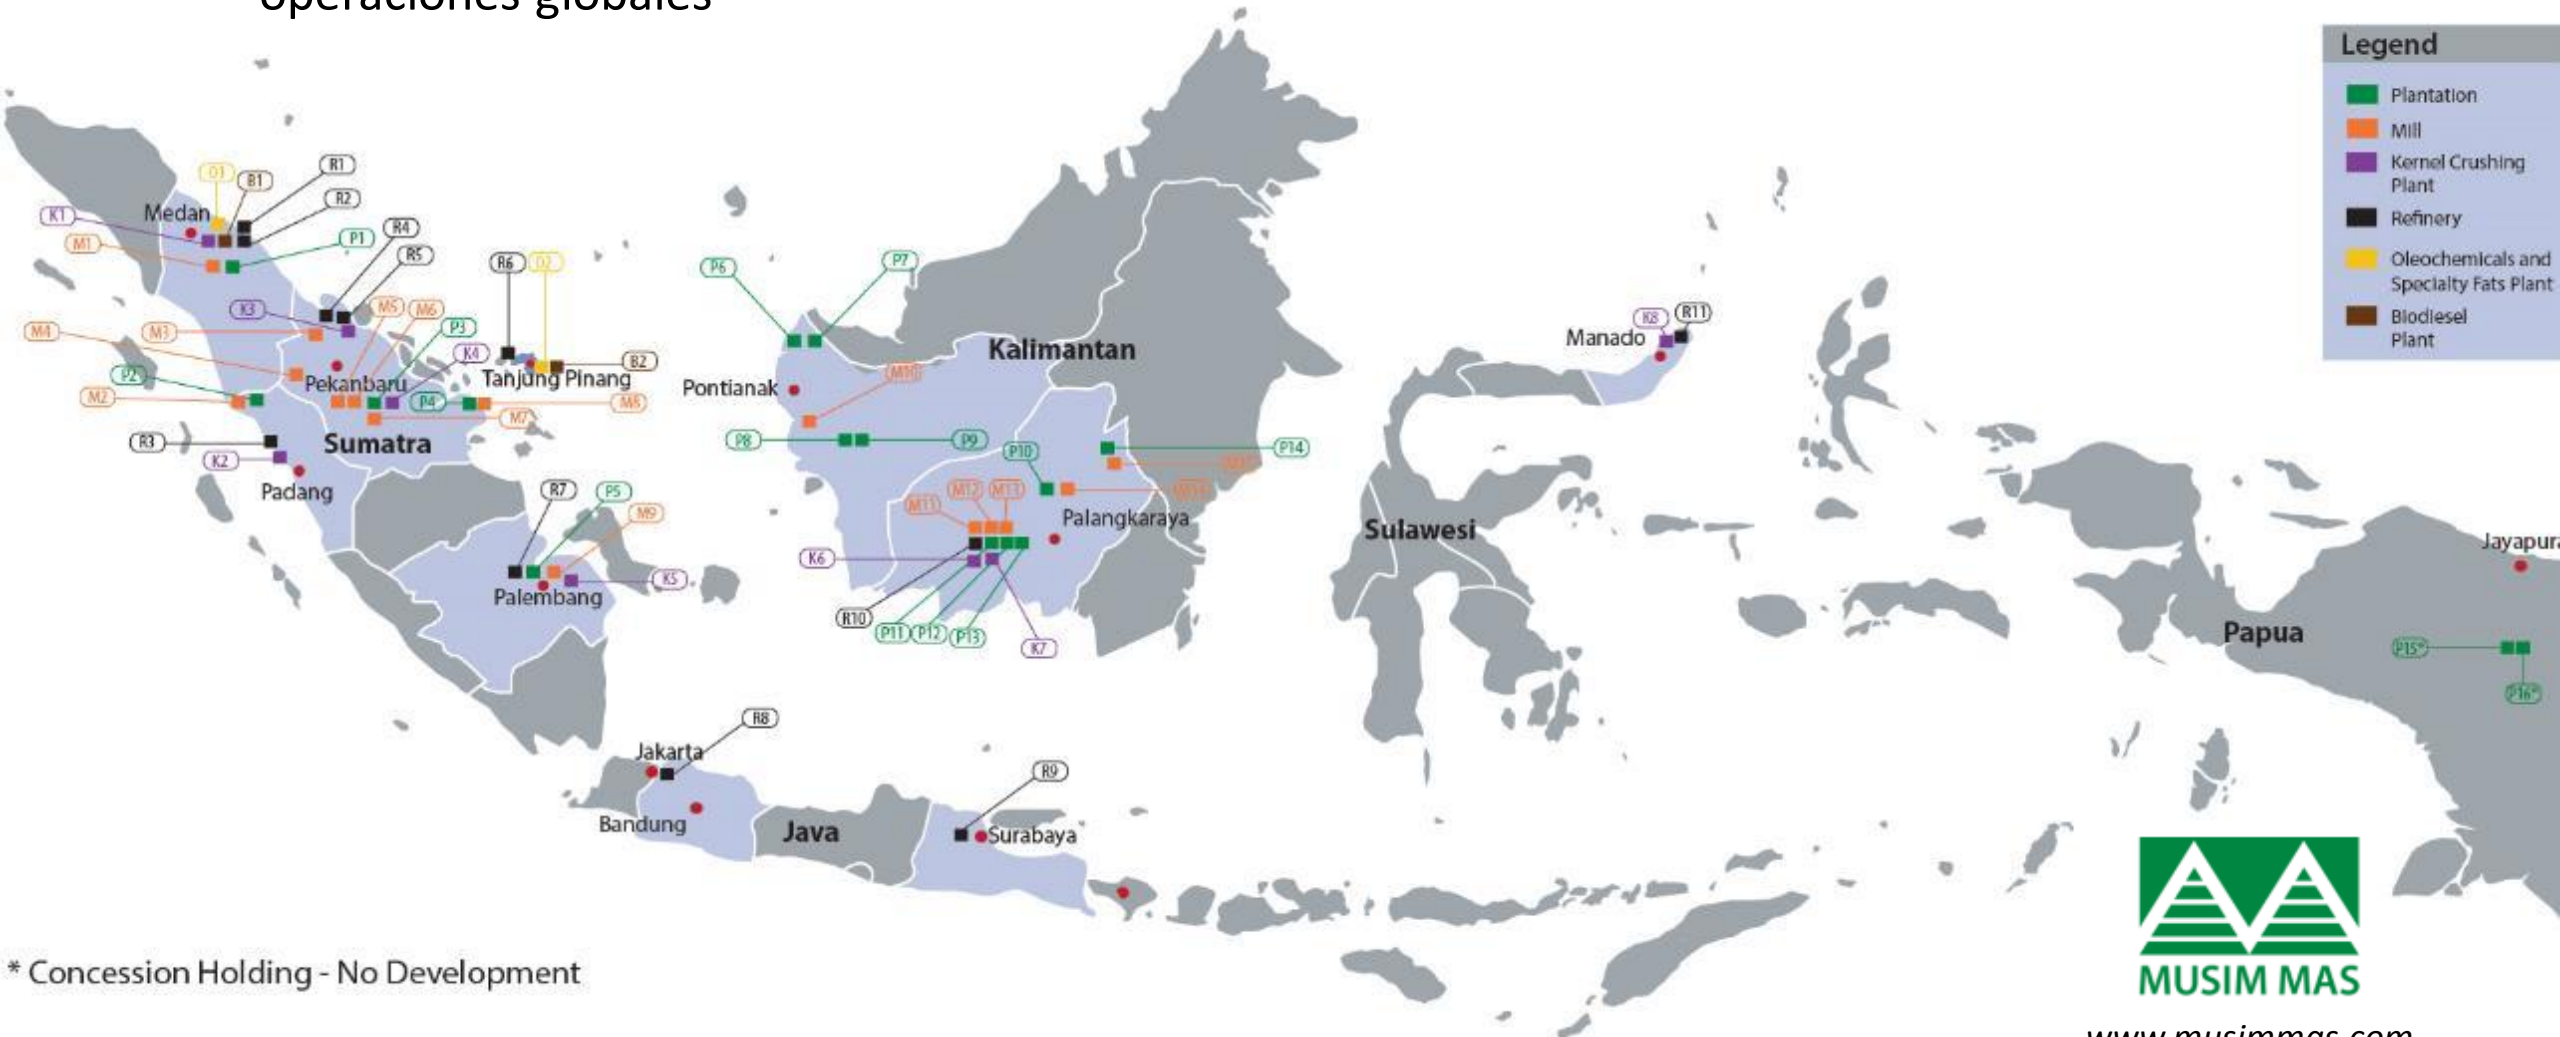 operaciones globales
Legend
Plantation
Mill
Kernel Crushing
Plant
Refinery
Oleochemicals and
Specialty Fats Plant
Biodiesel
Plant
R1
R2
B1
K1
Medan
M1
P1
R4
R5
R6
K3
M5
M6
M4
M3
P3
K4
B2
P2
Pekanbaru
Tanjung Pinang
M2
P4
M8
M7
R3
Sumatra
K2
Padang
R7
P5
M9
K5
Palembang
P6
P7
Kalimantan
Pontianak
M10
P8
P9
P10
P14
M11
M12
M13
Palangkaraya
K6
R10
P11
P12
P13
K7
K8
R11
Manado
Sulawesi
Jayapura
Papua
P15*
P16*
R8
Jakarta
Bandung
Java
R9
Surabaya
* Concession Holding - No Development
MUSIM MAS
www.musimmas.com